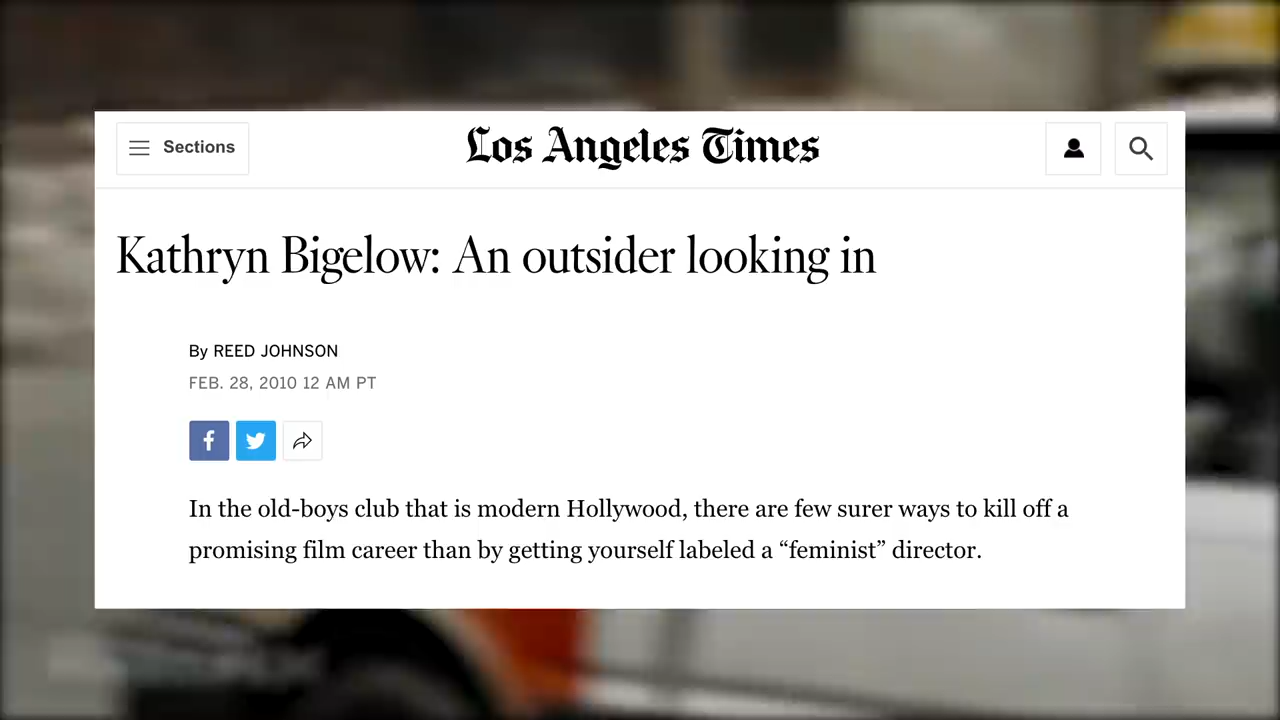 Sections
Los Angeles Times
Kathryn Bigelow: An outsider looking in
By REED JOHNSON
FEB. 28, 2010 12 AM PT
In the old-boys club that is modern Hollywood, there are few surer ways to kill off a
promising film career than by getting yourself labeled a “feminist” director.